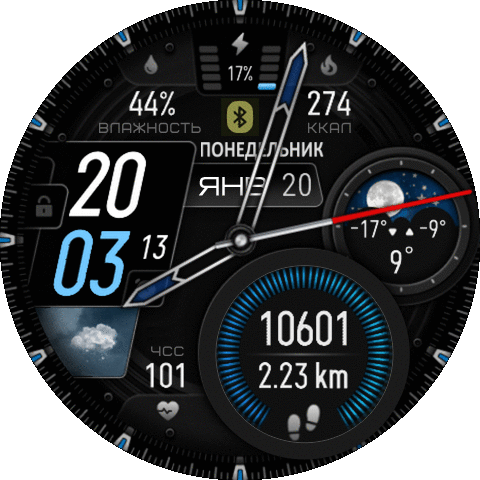 17%
44%
ВЛАЖНОСТЬ
274
ККАЛ
ПОНЕДЕЛЬНИК
ЯНВ 20
20
03 13
-17° -9°
9°
10601
2.23 km
ЧСС
101